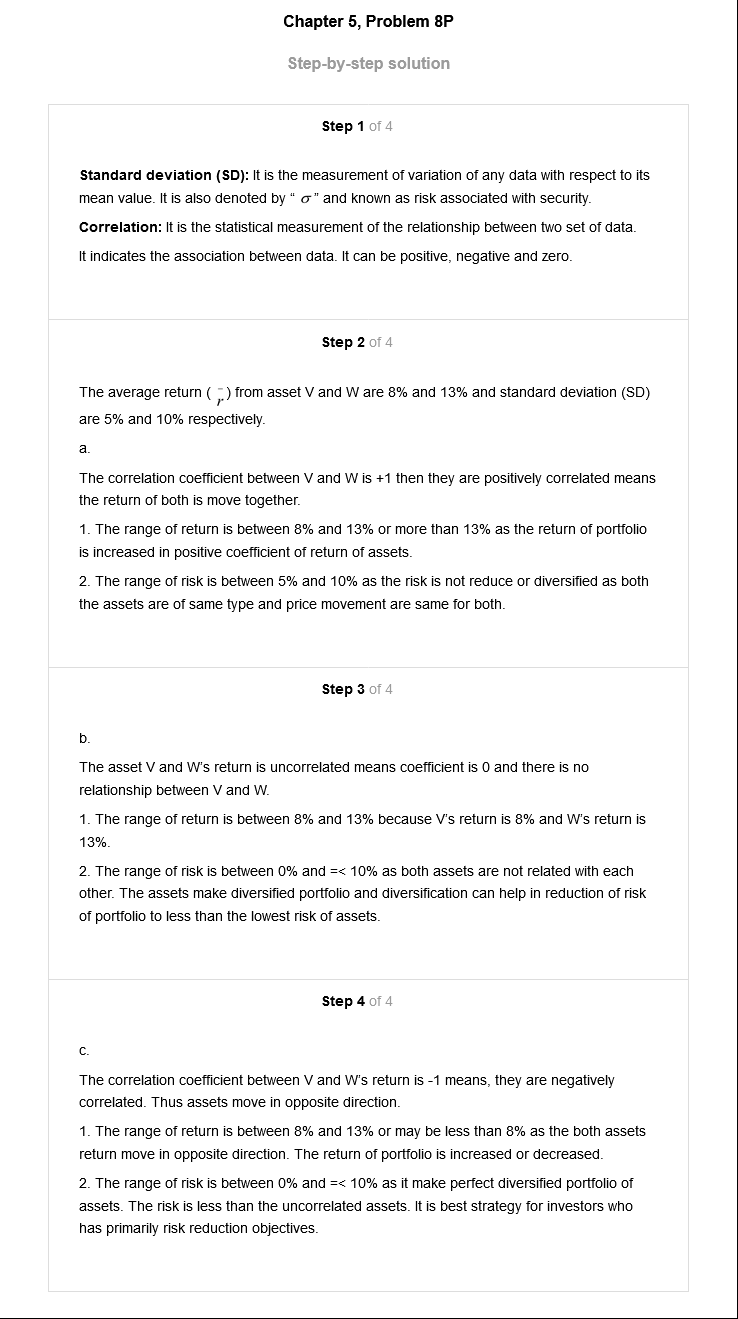 Chapter 5, Problem 8P
Step-by-step solution
Step 1 of 4
Standard deviation (SD): It is the measurement of variation of any data with respect to its
mean value. It is also denoted by “ σ ” and known as risk associated with security.
Correlation: It is the statistical measurement of the relationship between two set of data.
It indicates the association between data. It can be positive, negative and zero.
Step 2 of 4
The average return ( r̄ ) from asset V and W are 8% and 13% and standard deviation (SD)
are 5% and 10% respectively.
a.
The correlation coefficient between V and W is +1 then they are positively correlated means
the return of both is move together.
1. The range of return is between 8% and 13% or more than 13% as the return of portfolio
is increased in positive coefficient of return of assets.
2. The range of risk is between 5% and 10% as the risk is not reduce or diversified as both
the assets are of same type and price movement are same for both.
Step 3 of 4
b.
The asset V and W's return is uncorrelated means coefficient is 0 and there is no
relationship between V and W.
1. The range of return is between 8% and 13% because V's return is 8% and W's return is
13%.
2. The range of risk is between 0% and =< 10% as both assets are not related with each
other. The assets make diversified portfolio and diversification can help in reduction of risk
of portfolio to less than the lowest risk of assets.
Step 4 of 4
c.
The correlation coefficient between V and W's return is -1 means, they are negatively
correlated. Thus assets move in opposite direction.
1. The range of return is between 8% and 13% or may be less than 8% as the both assets
return move in opposite direction. The return of portfolio is increased or decreased.
2. The range of risk is between 0% and =< 10% as it make perfect diversified portfolio of
assets. The risk is less than the uncorrelated assets. It is best strategy for investors who
has primarily risk reduction objectives.